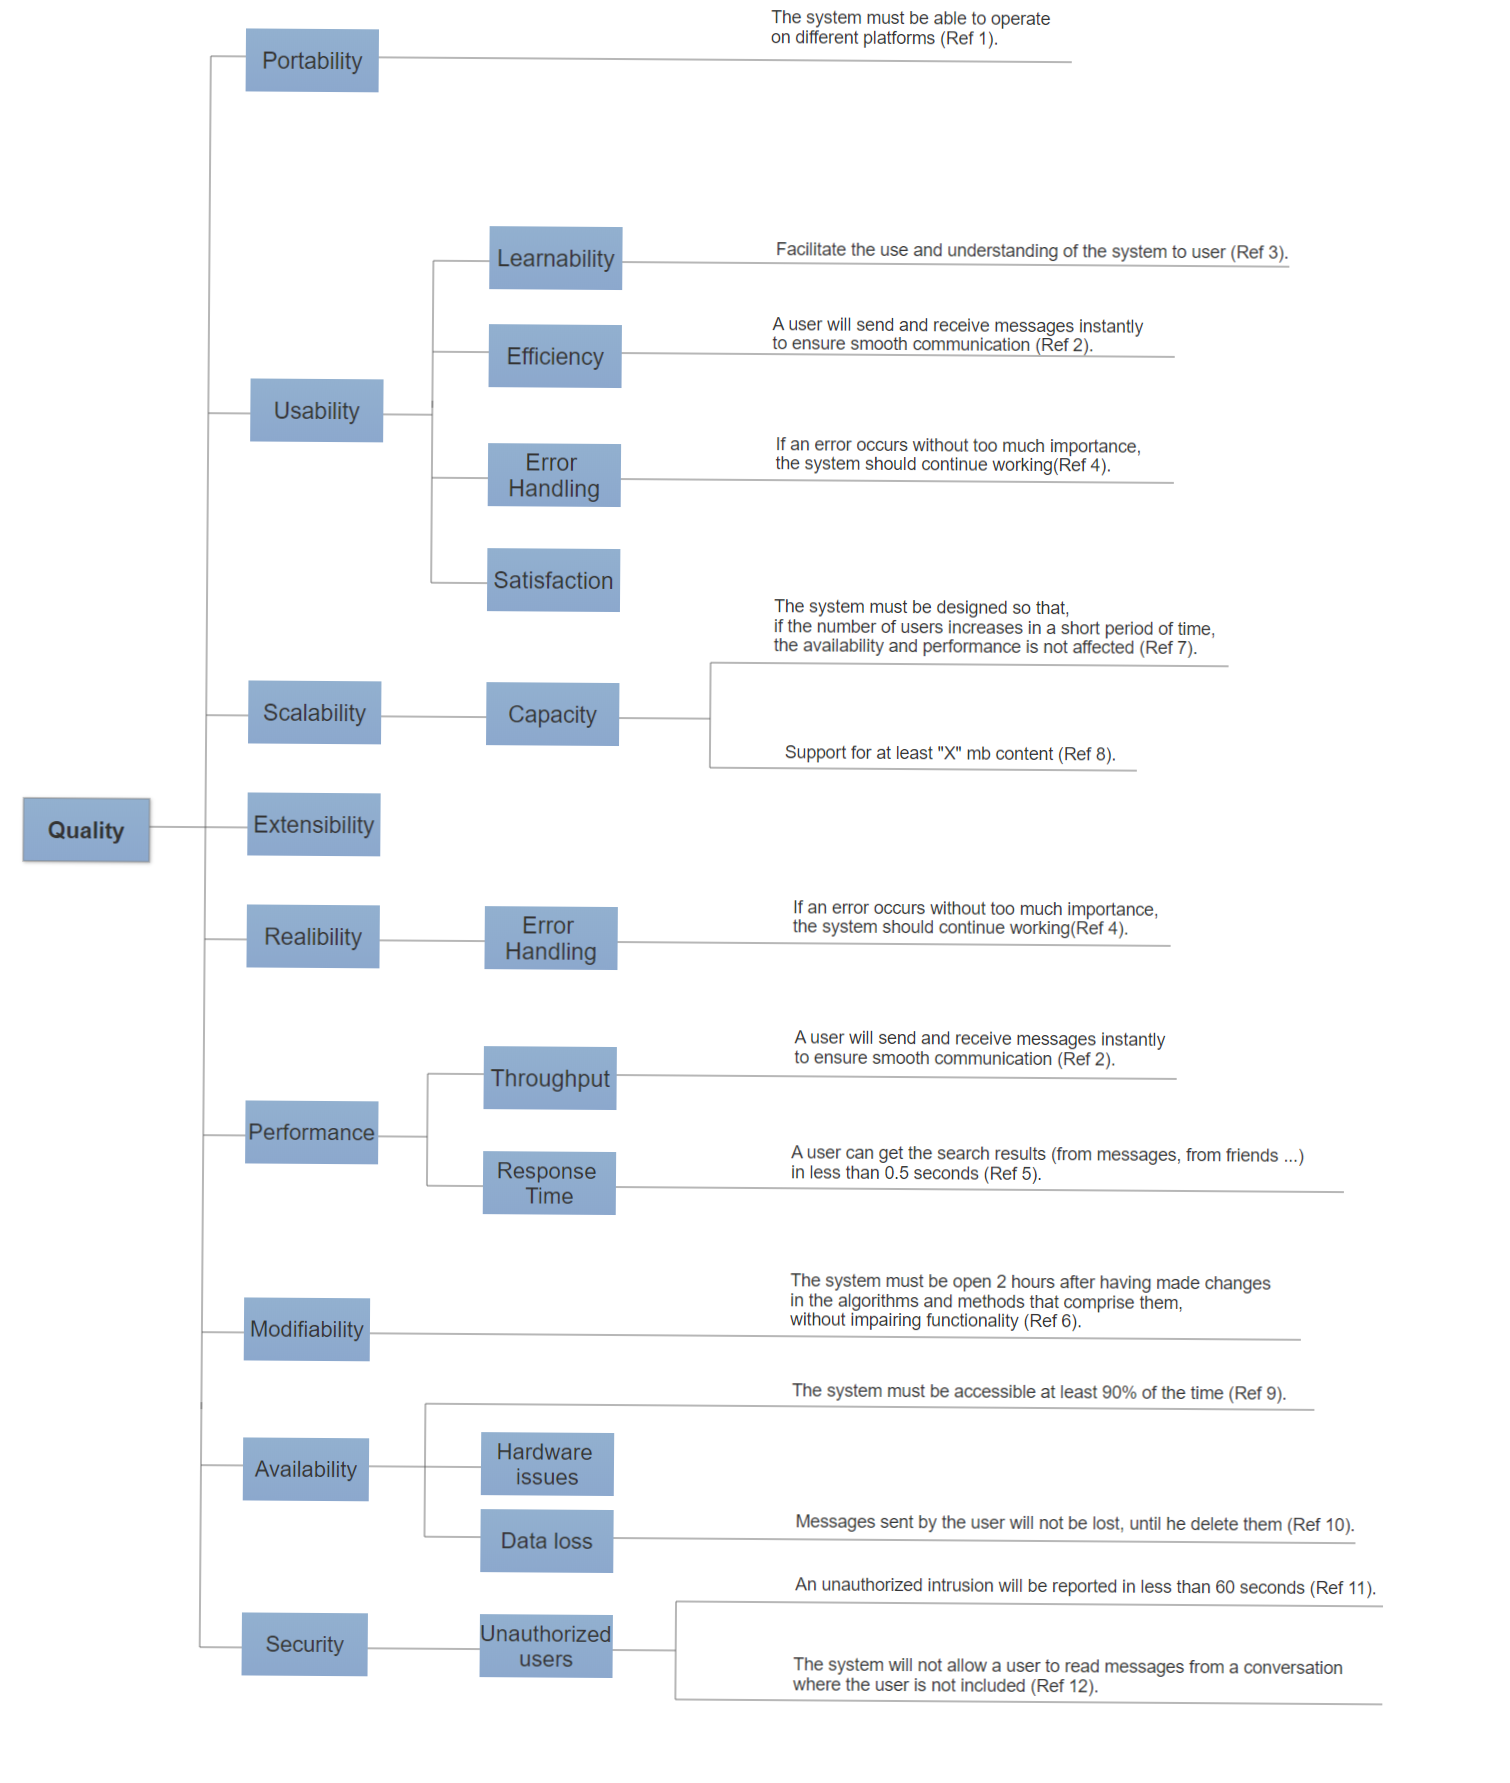 The system must be able to operate
on different platforms (Ref 1).
Portability
Learnability
Facilitate the use and understanding of the system to user (Ref 3).
A user will send and receive messages instantly
to ensure smooth communication (Ref 2).
Efficiency
Usability
If an error occurs without too much importance,
the system should continue working(Ref 4).
Error
Handling
Satisfaction
The system must be designed so that,
if the number of users increases in a short period of time,
the availability and performance is not affected (Ref 7).
Scalability
Capacity
Support for at least "X" mb content (Ref 8).
Quality
Extensibility
If an error occurs without too much importance,
the system should continue working(Ref 4).
Realibility
Error
Handling
A user will send and receive messages instantly
to ensure smooth communication (Ref 2).
Throughput
Performance
A user can get the search results (from messages, from friends ...)
in less than 0.5 seconds (Ref 5).
Response
Time
The system must be open 2 hours after having made changes
in the algorithms and methods that comprise them,
without impairing functionality (Ref 6).
Modifiability
The system must be accessible at least 90% of the time (Ref 9).
Availability
Hardware
issues
Data loss
Messages sent by the user will not be lost, until he delete them (Ref 10).
An unauthorized intrusion will be reported in less than 60 seconds (Ref 11).
Security
Unauthorized
users
The system will not allow a user to read messages from a conversation
where the user is not included (Ref 12).